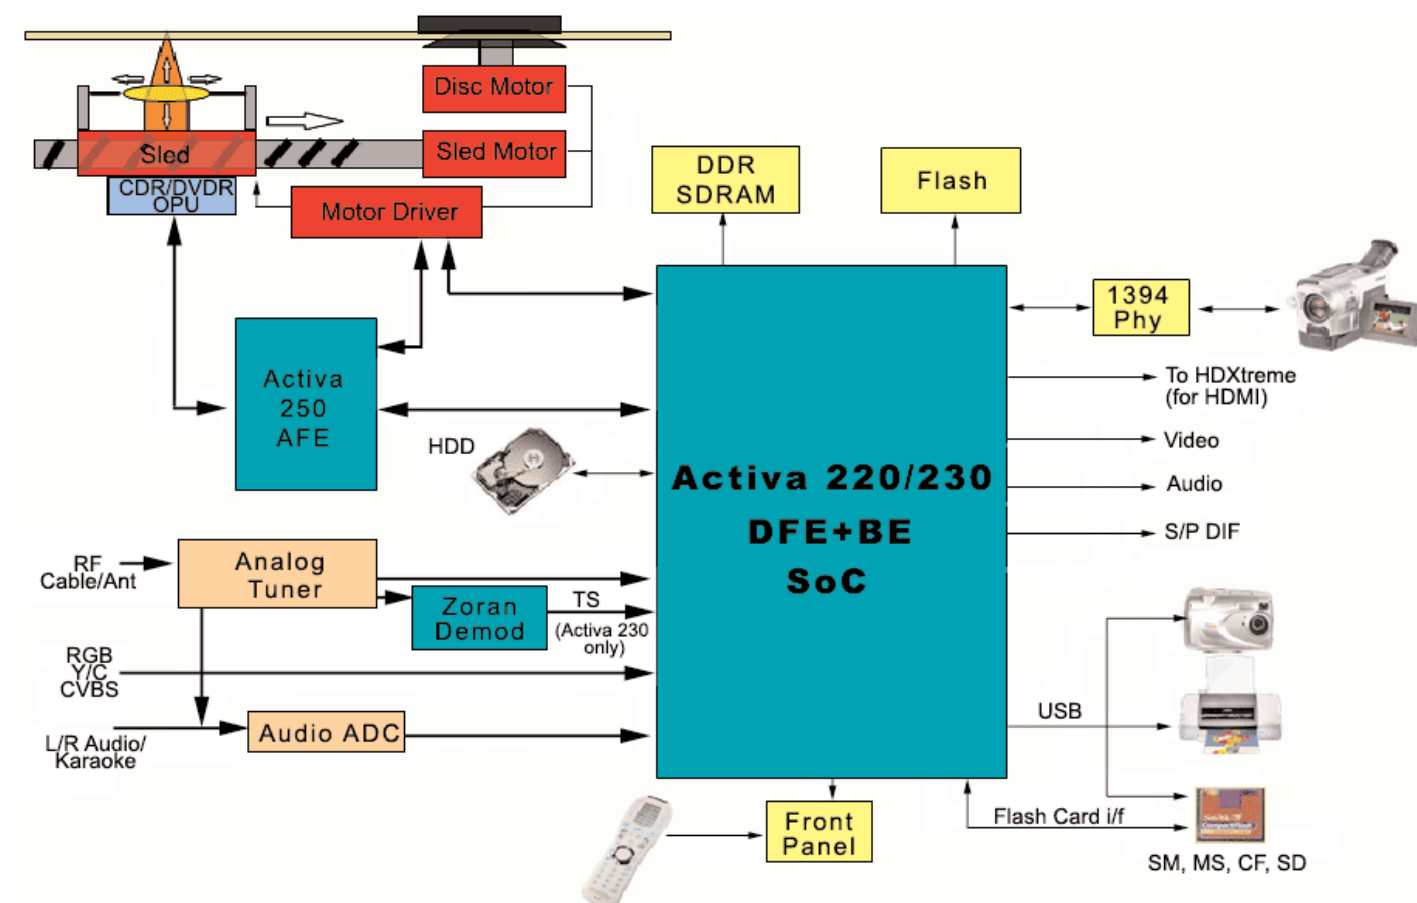 Disc Motor
Sled
Sled Motor
CDR/DVDR
OPU
Motor Driver
DDR
SDRAM
Flash
1394
Phy
Activa
250
AFE
To HDXtreme
(for HDMI)
HDD
Video
Activa 220/230
DFE+BE
SoC
Audio
S/P DIF
RF
Cable/Ant
Analog
Tuner
Zoran
Demod
TS
(Activa 230
only)
RGB
Y/C
CVBS
L/R Audio/
Karaoke
Audio ADC
USB
Front
Panel
Flash Card i/f
CompactFlash
SM, MS, CF, SD